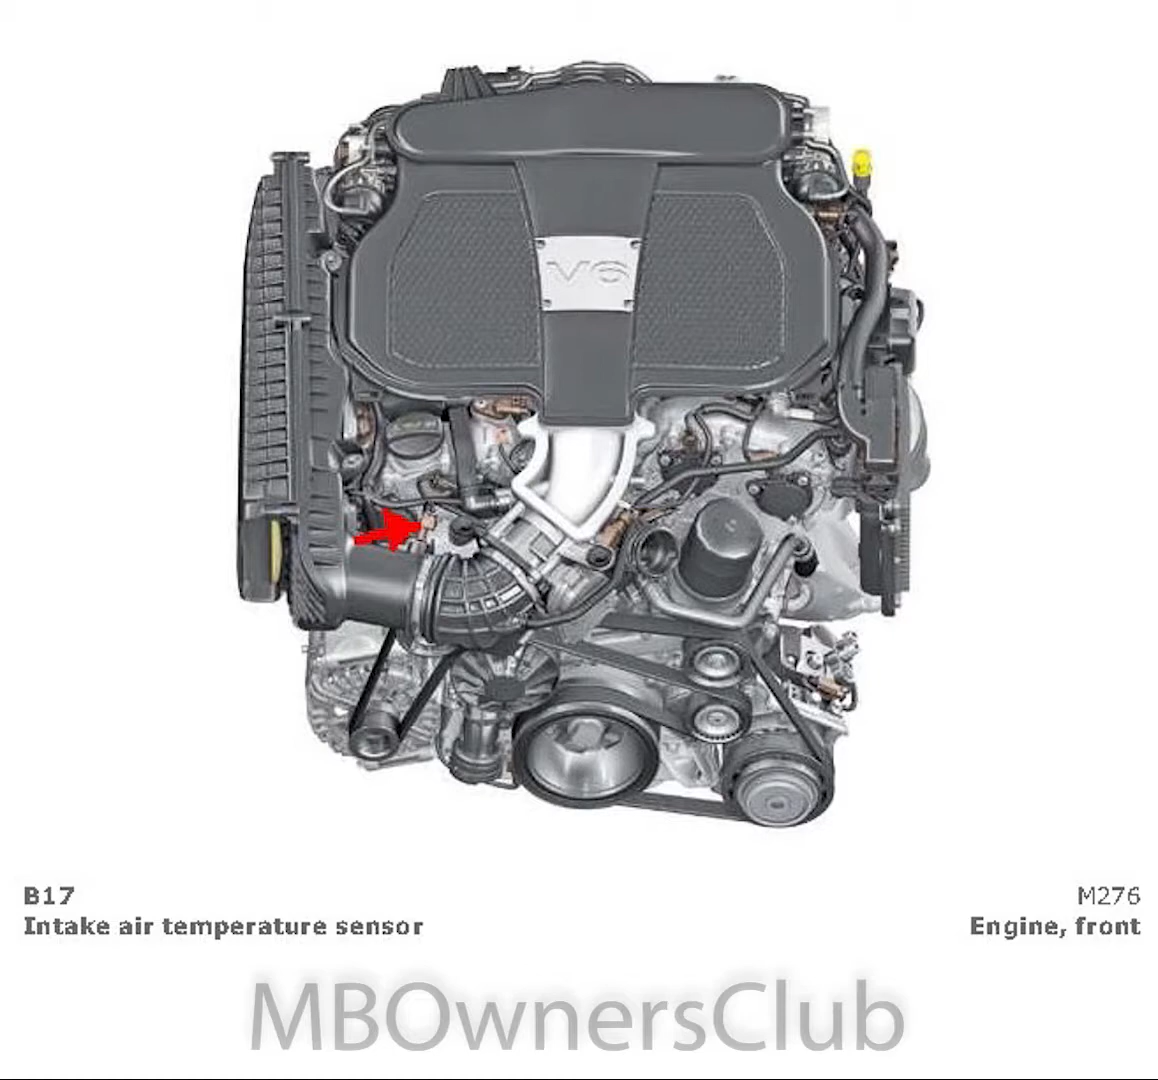 V6
B17
Intake air temperature sensor
M276
Engine, front
MBOwnersClub